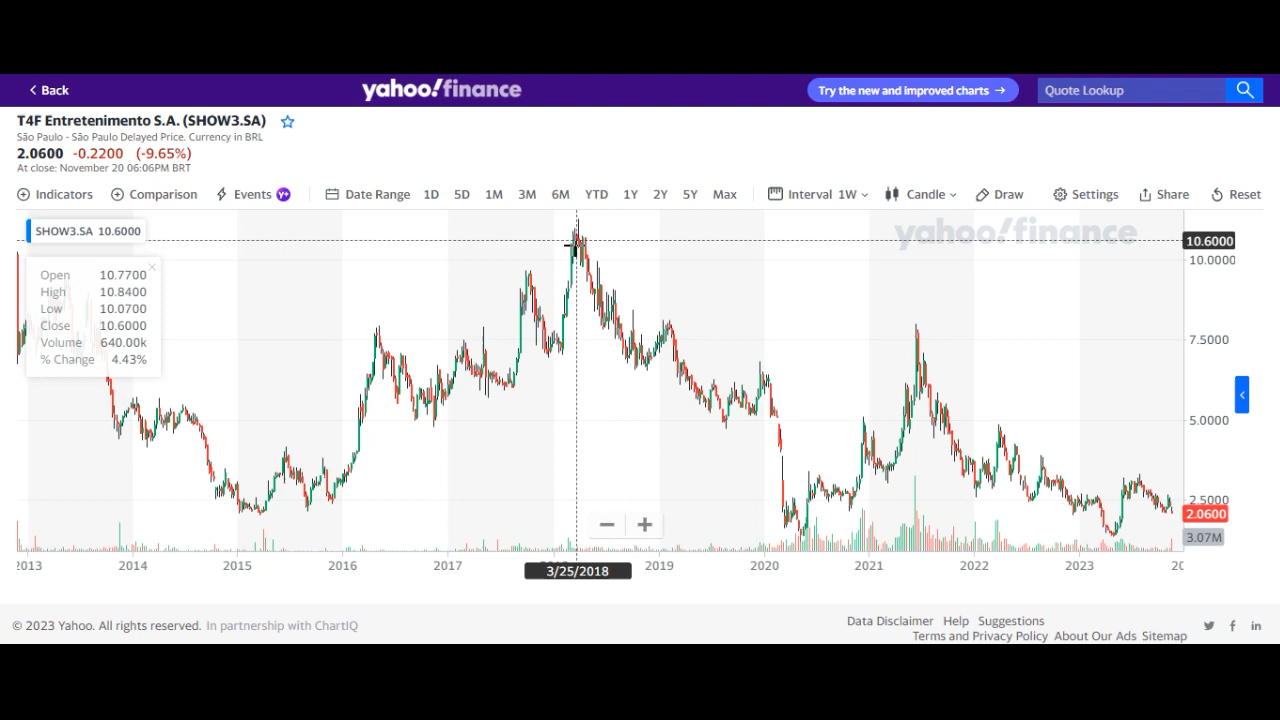 Back
yahoo!finance
Try the new and improved charts →
Quote Lookup
T4F Entretenimento S.A. (SHOW3.SA)
São Paulo - São Paulo Delayed Price. Currency in BRL
2.0600 -0.2200 (-9.65%)
At close: November 20 06:06PM BRT
Indicators Comparison Events Y+ Date Range 1D 5D 1M 3M 6M YTD 1Y 2Y 5Y Max Interval 1W Candle Draw Settings Share Reset
SHOW3.SA 10.6000
yahoo!finance
10.6000
10.0000
Open 10.7700
High 10.8400
Low 10.0700
Close 10.6000
Volume 640.00k
% Change 4.43%
7.5000
5.0000
2.5000
2.0600
3.07M
2013 2014 2015 2016 2017 2019 2020 2021 2022 2023
3/25/2018
© 2023 Yahoo. All rights reserved. In partnership with ChartIQ
Data Disclaimer Help Suggestions
Terms and Privacy Policy About Our Ads Sitemap